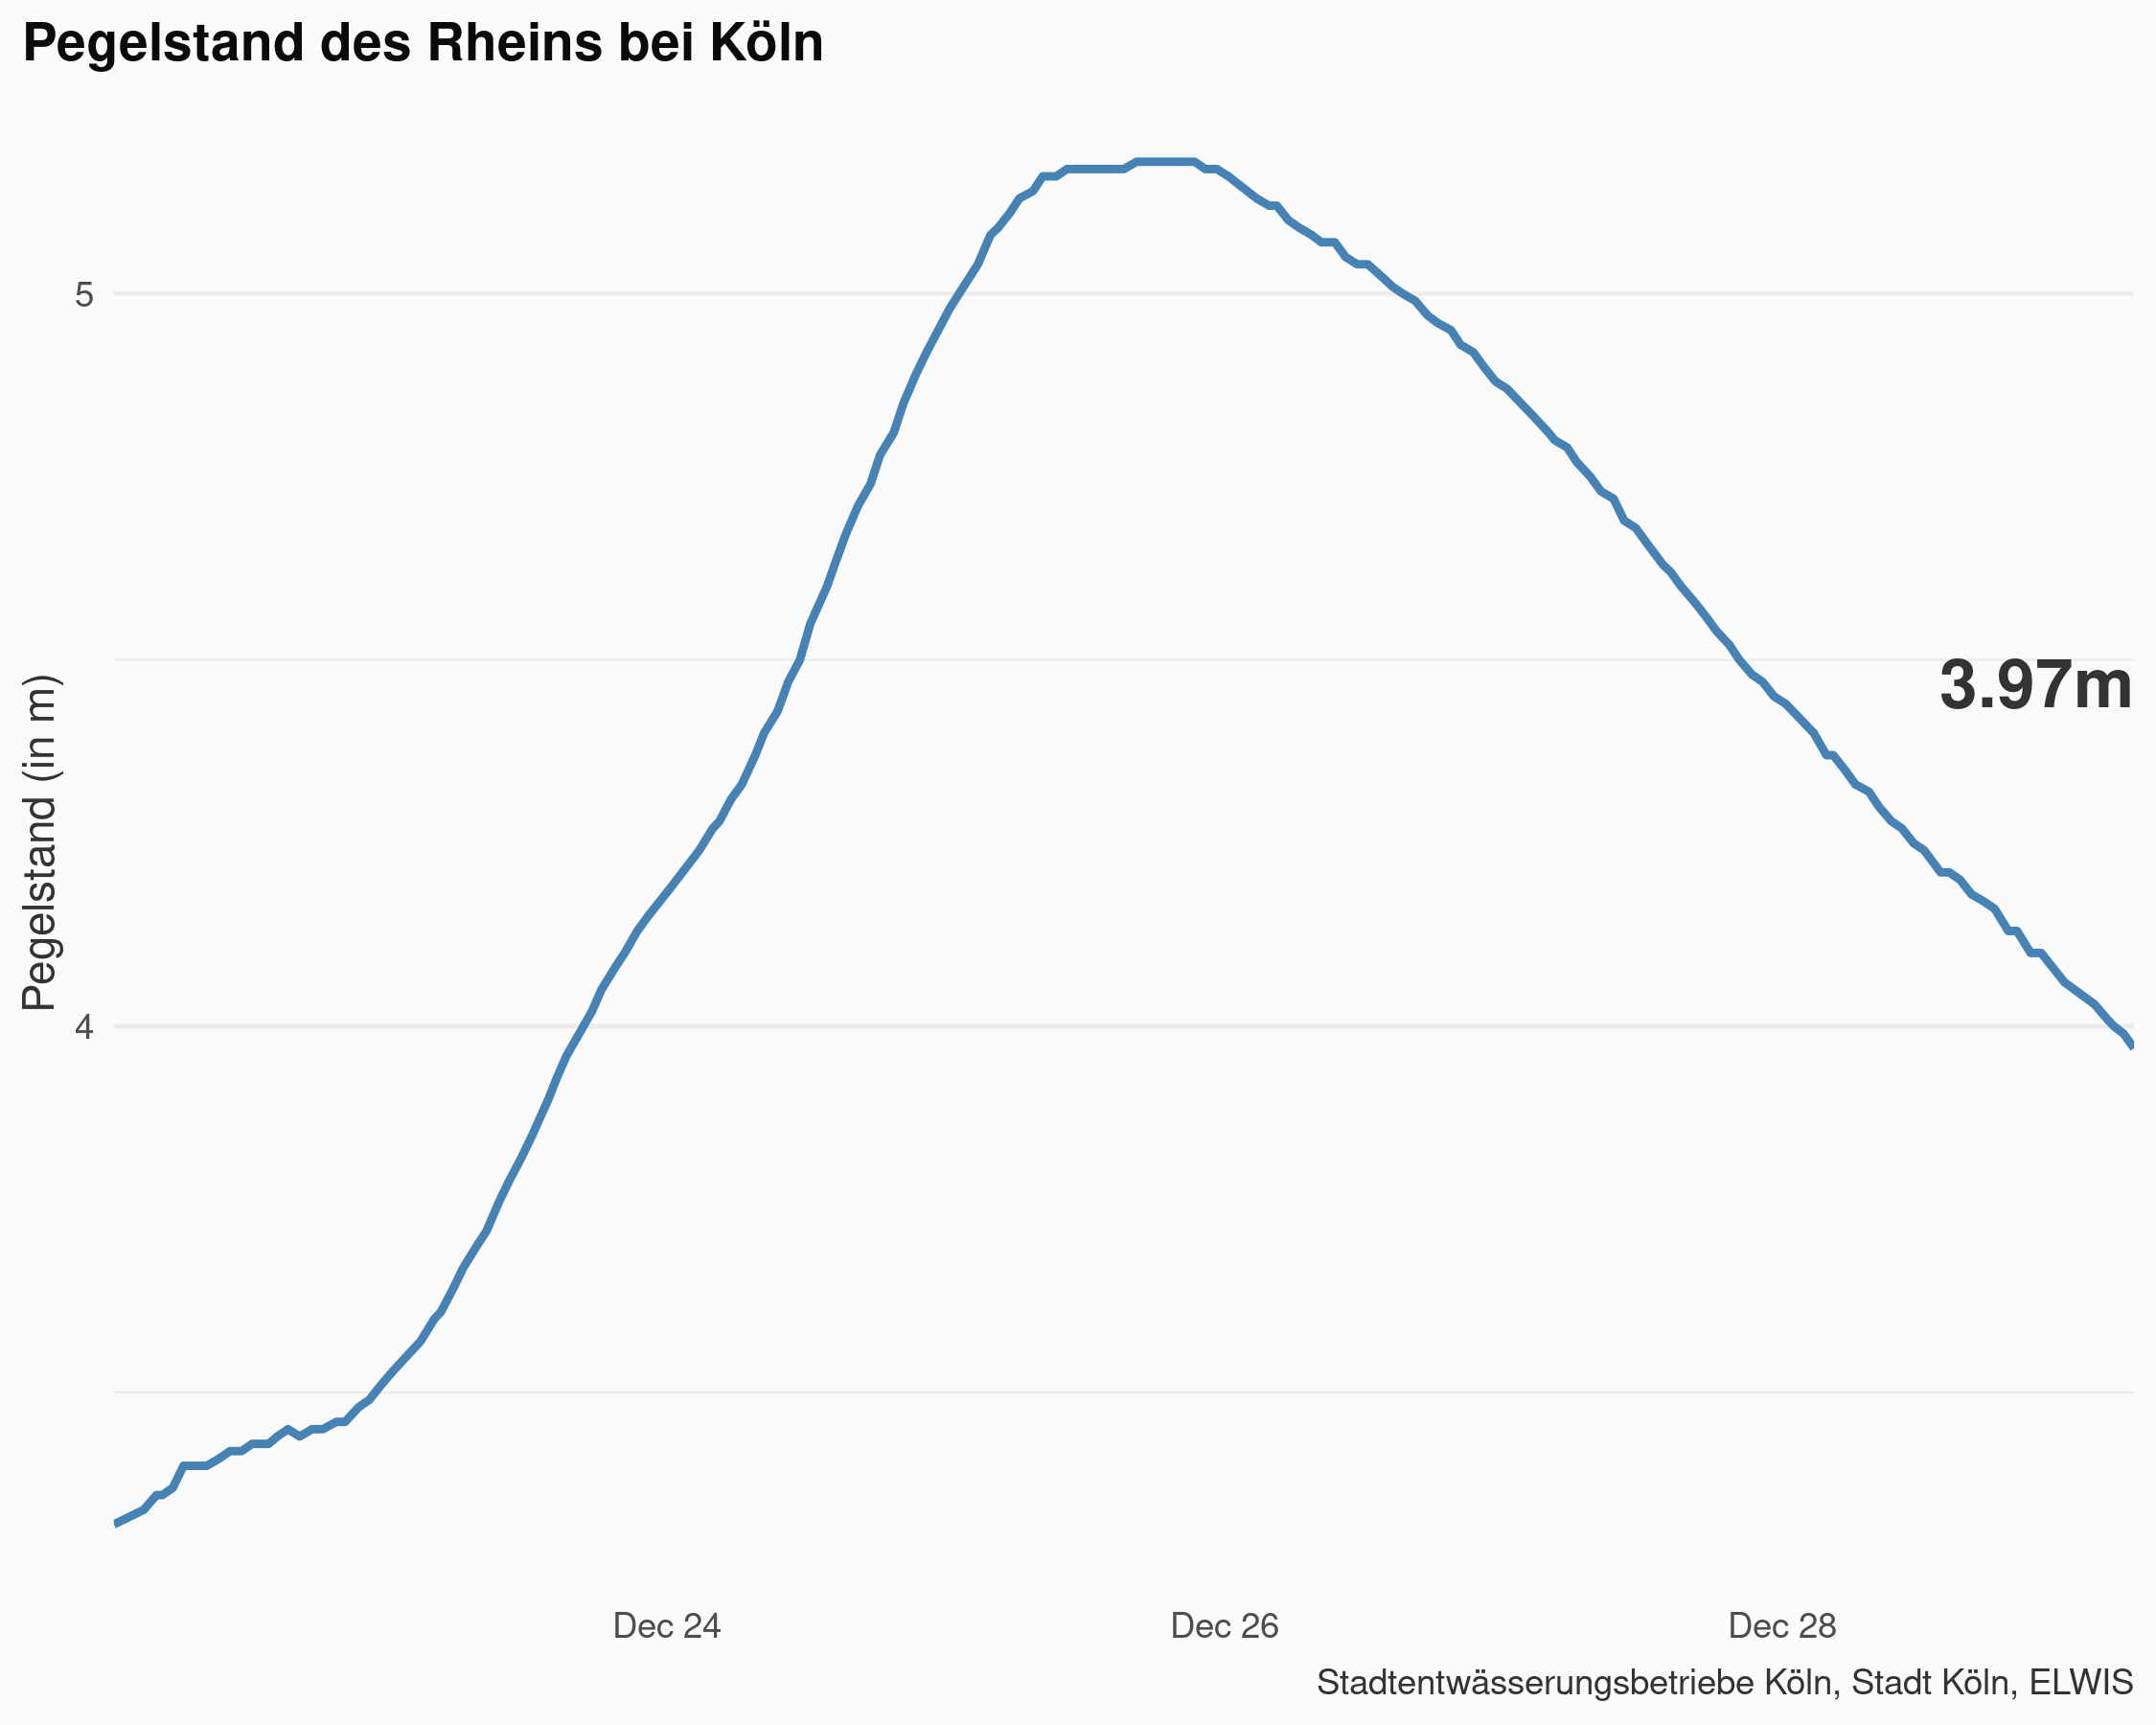 Pegelstand des Rheins bei Köln
Pegelstand (in m)
5
4
3.97m
Dec 24
Dec 26
Dec 28
Stadtentwässerungsbetriebe Köln, Stadt Köln, ELWIS